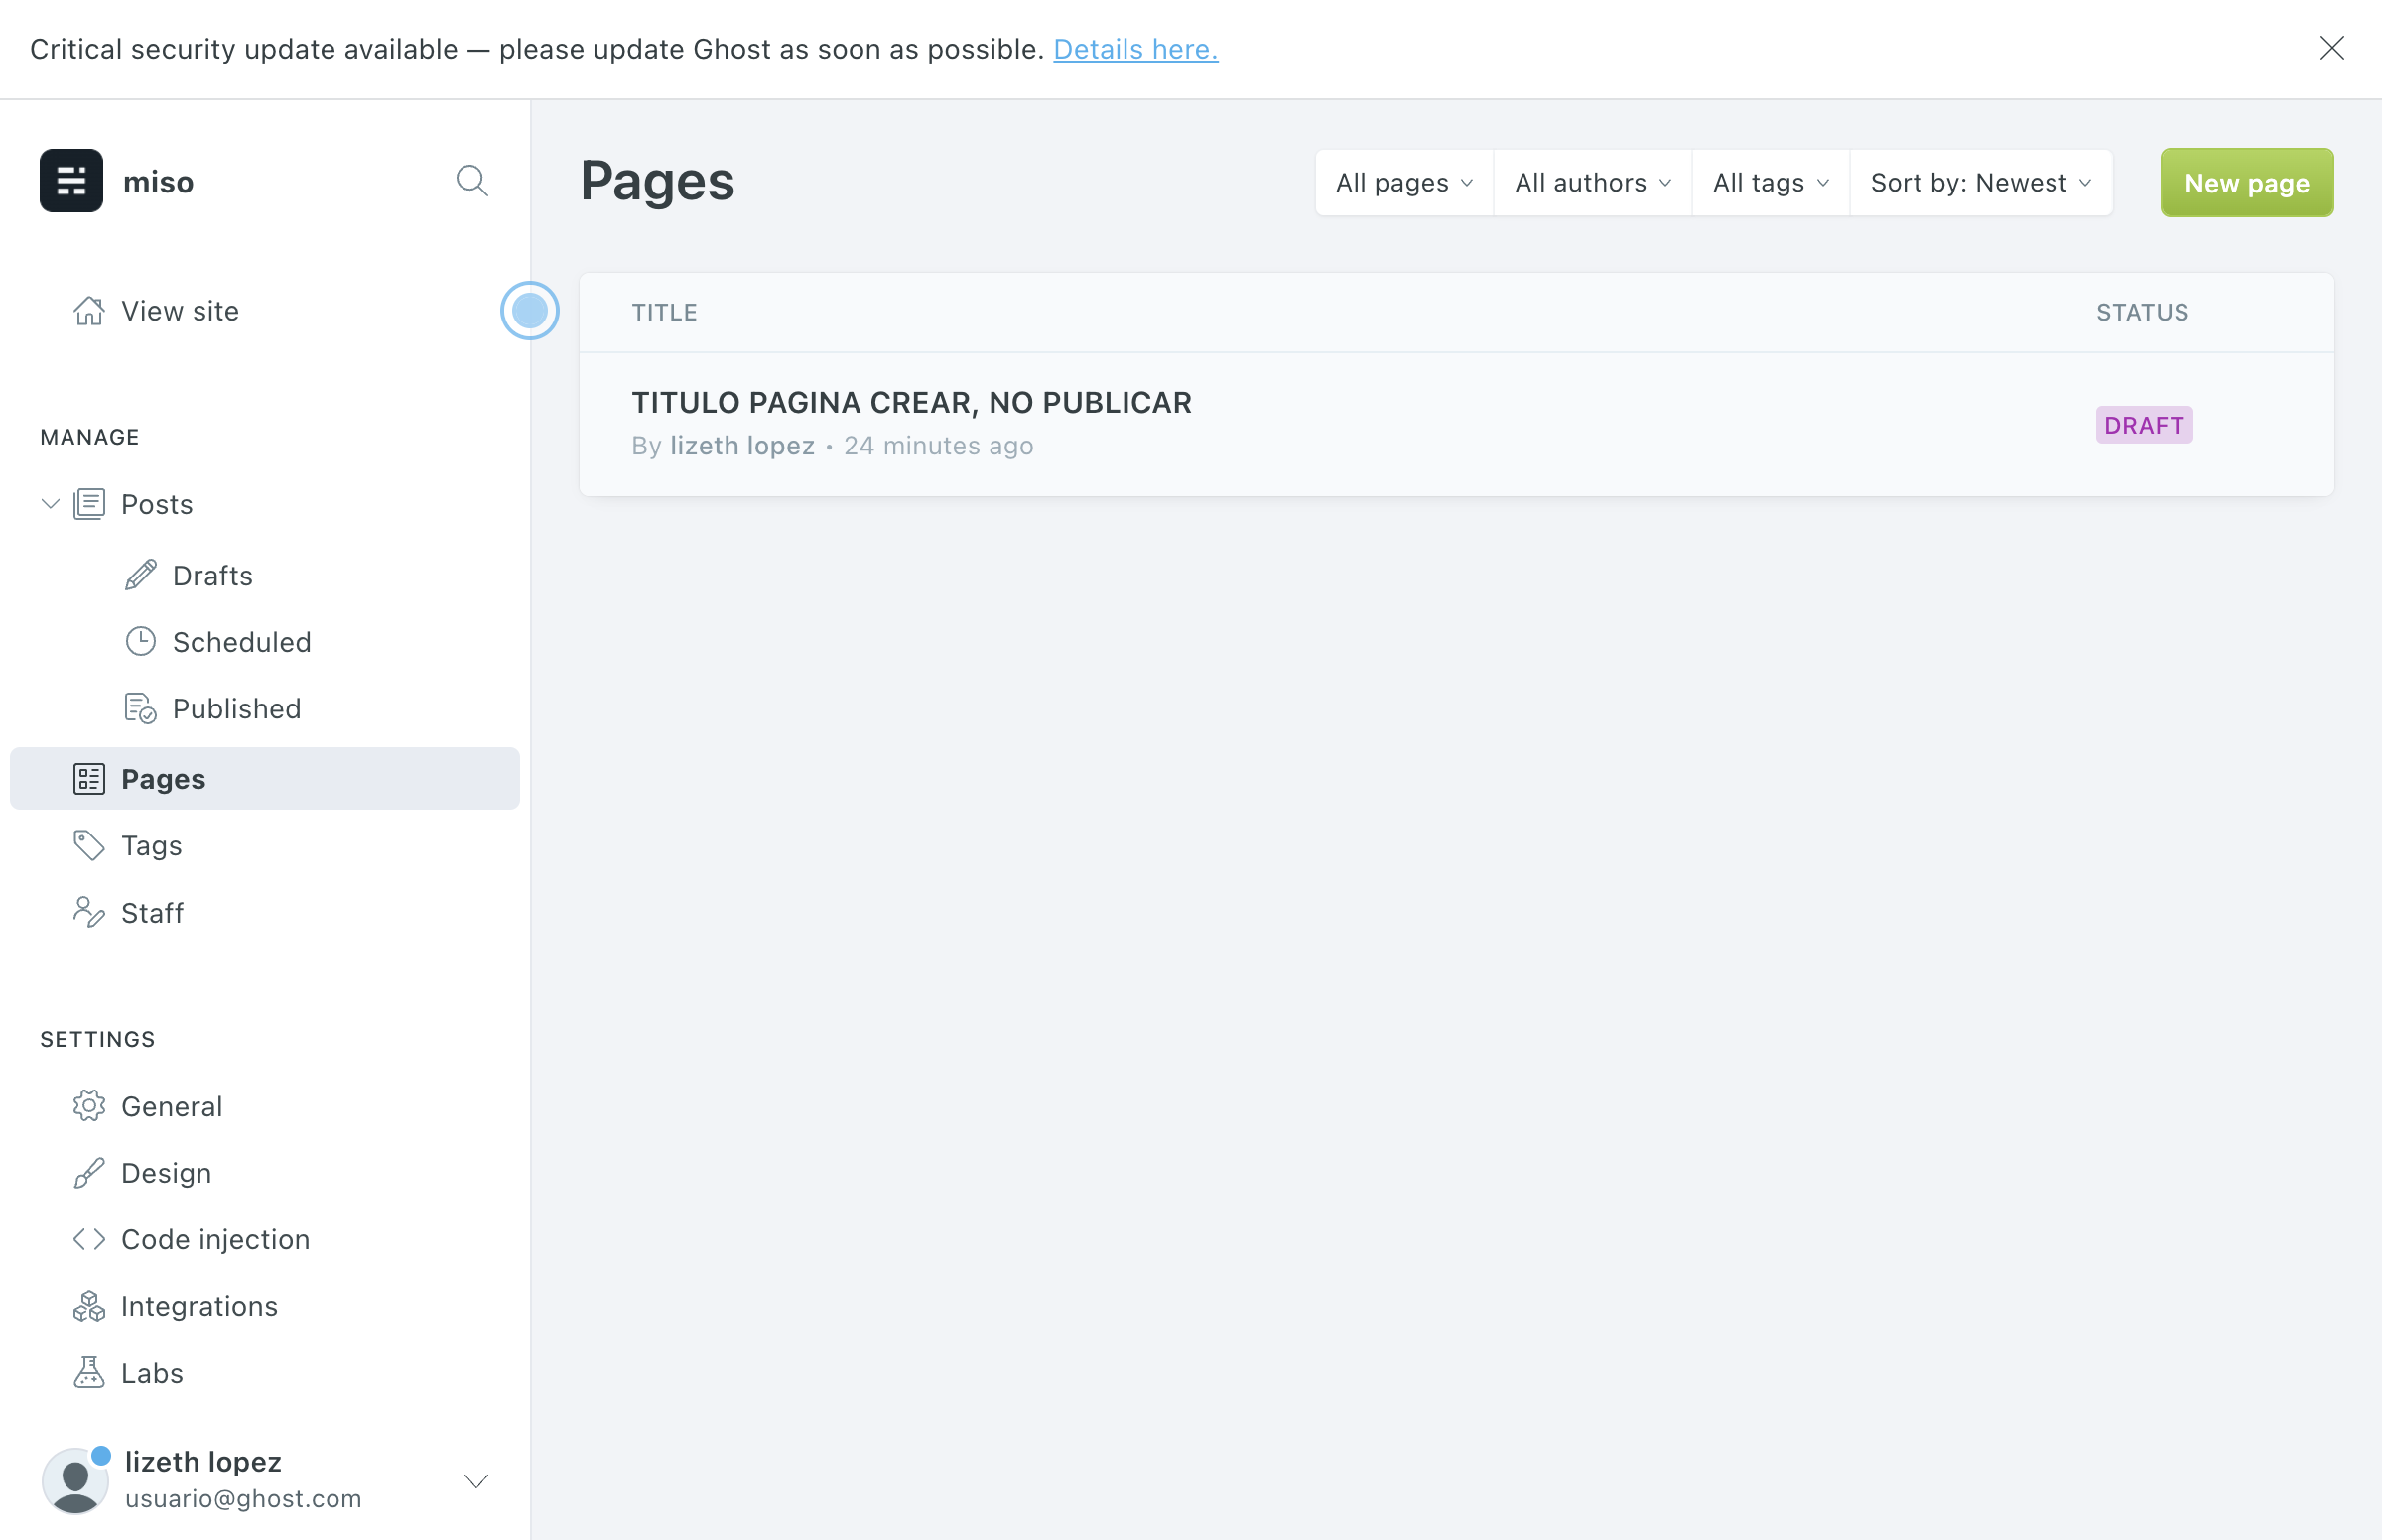 Critical security update available — please update Ghost as soon as possible. Details here.
miso
View site
MANAGE
Posts
Drafts
Scheduled
Published
Pages
Tags
Staff
SETTINGS
General
Design
Code injection
Integrations
Labs
lizeth lopez
usuario@ghost.com
Pages
All pages All authors All tags Sort by: Newest New page
TITLE STATUS
TITULO PAGINA CREAR, NO PUBLICAR
By lizeth lopez • 24 minutes ago
DRAFT